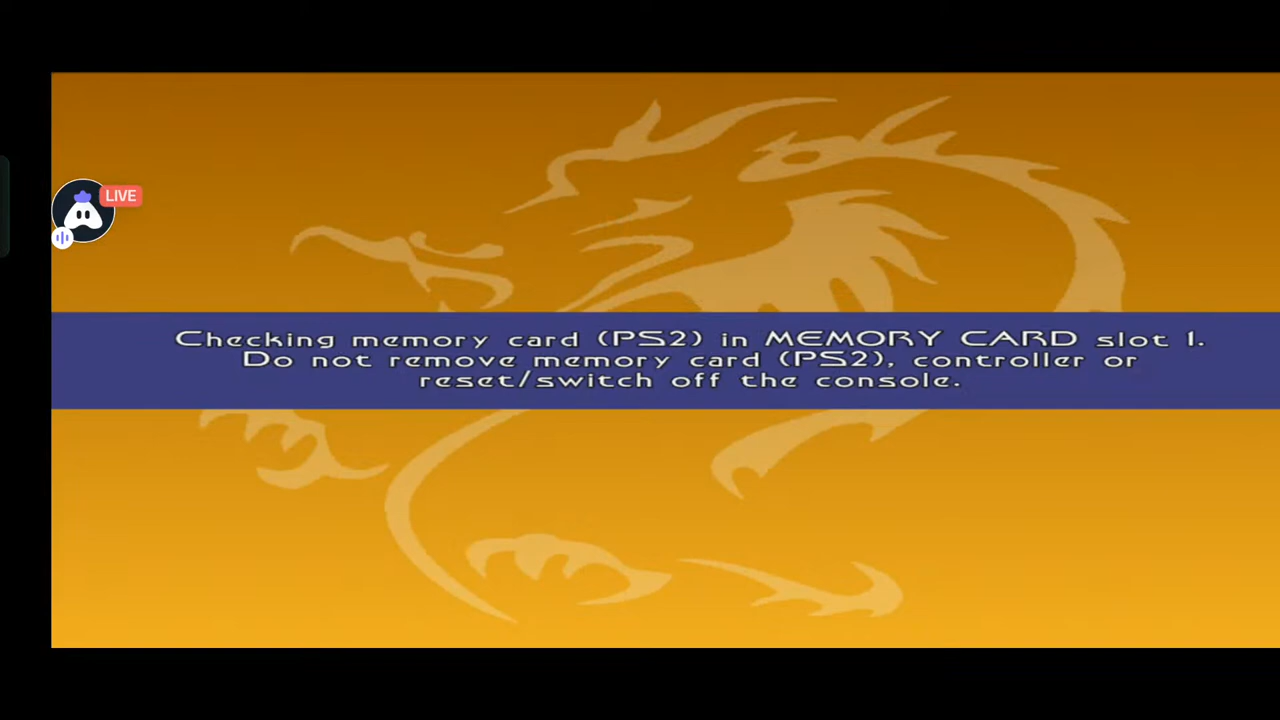 LIVE
Checking memory card (PS2) in MEMORY CARD slot 1.
Do not remove memory card (PS2), controller or
reset/switch off the console.